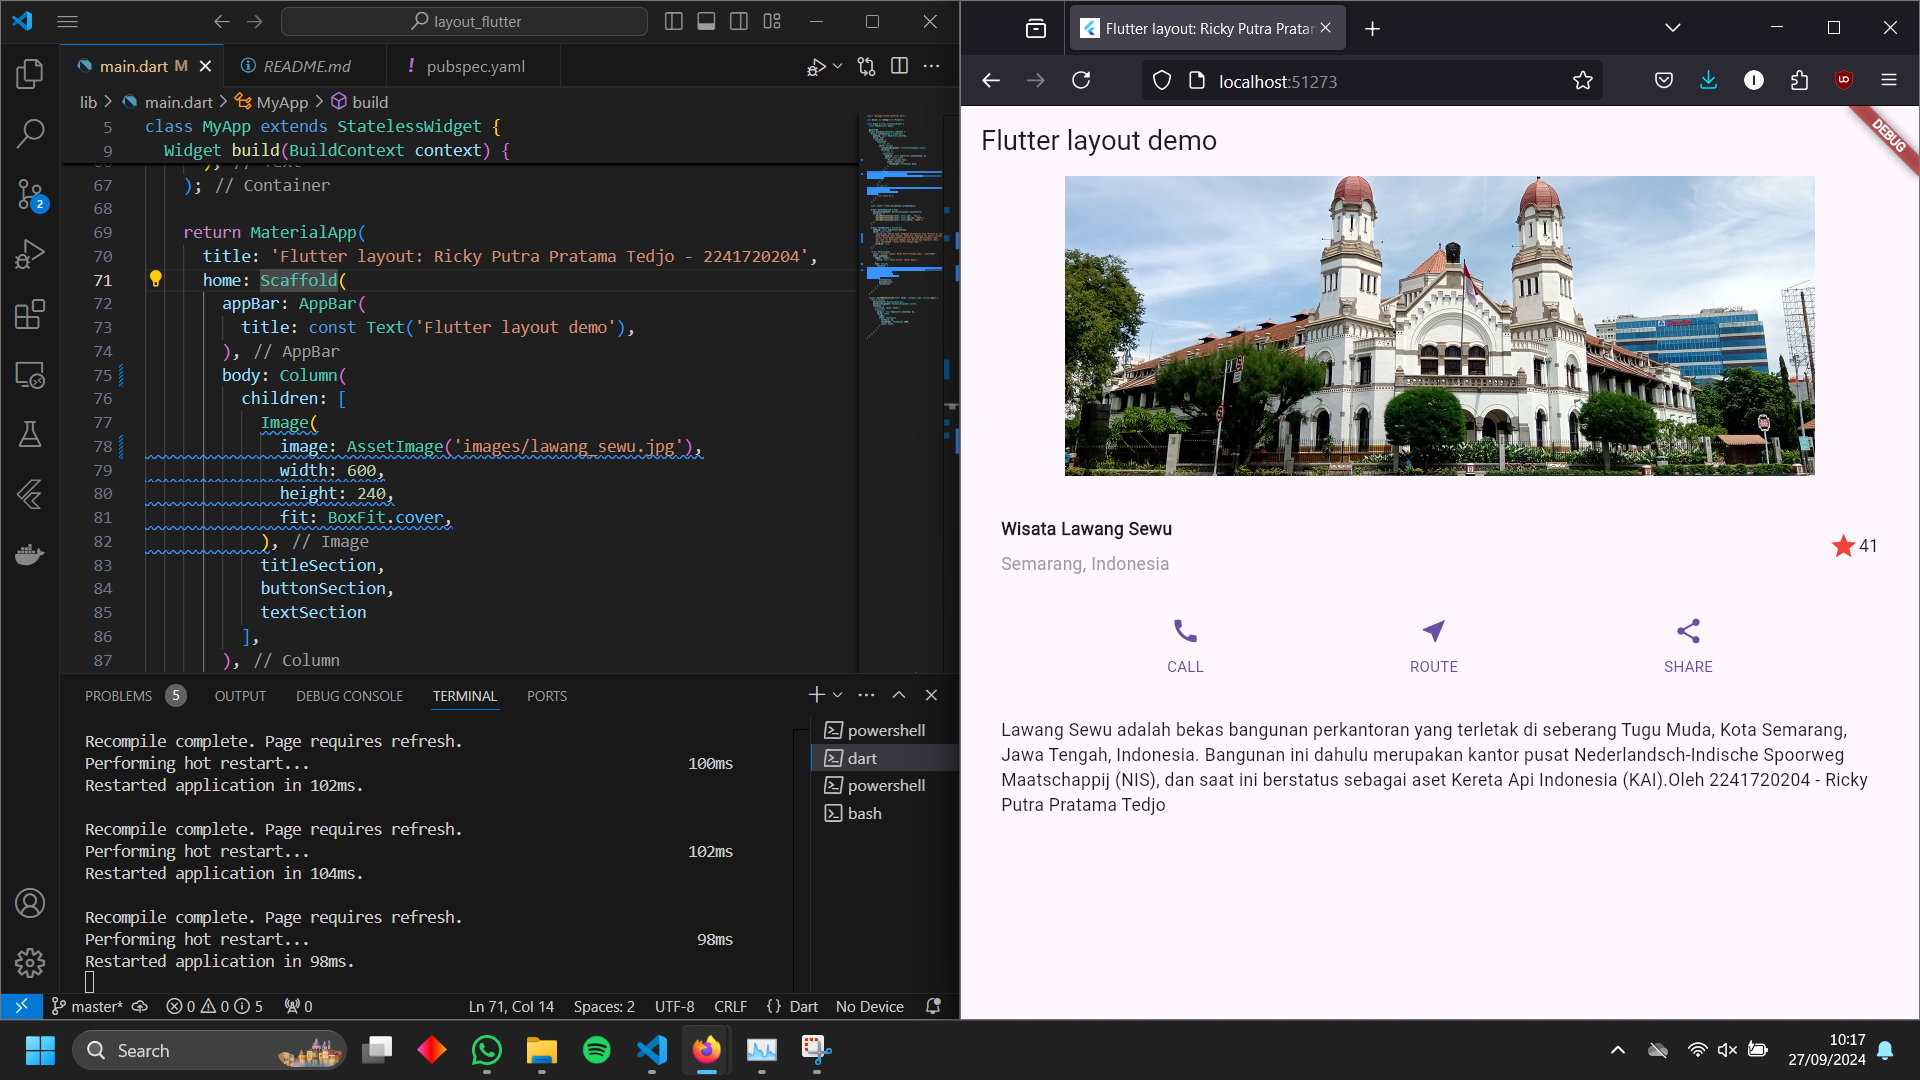 layout_flutter
main.dart M
README.md
! pubspec.yaml
lib > main.dart > MyApp > build
5 class MyApp extends StatelessWidget {
9 Widget build(BuildContext context) {
67 ); // Container
68
69 return MaterialApp(
70 title: 'Flutter layout: Ricky Putra Pratama Tedjo - 2241720204',
71 home: Scaffold(
72 appBar: AppBar(
73 title: const Text('Flutter layout demo'),
74 ), // AppBar
75 body: Column(
76 children: [
77 Image(
78 image: AssetImage('images/lawang_sewu.jpg'),
79 width: 600,
80 height: 240,
81 fit: BoxFit.cover,
82 ), // Image
83 titleSection,
84 buttonSection,
85 textSection
86 ],
87 ), // Column
2
PROBLEMS 5 OUTPUT DEBUG CONSOLE TERMINAL PORTS
Recompile complete. Page requires refresh.
Performing hot restart... 100ms
Restarted application in 102ms.
Recompile complete. Page requires refresh.
Performing hot restart... 102ms
Restarted application in 104ms.
Recompile complete. Page requires refresh.
Performing hot restart... 98ms
Restarted application in 98ms.
powershell
dart
powershell
bash
master* 0 0 5 0 Ln 71, Col 14 Spaces: 2 UTF-8 CRLF {} Dart No Device
Flutter layout: Ricky Putra Pratam
localhost:51273
Flutter layout demo
DEBUG
Wisata Lawang Sewu
Semarang, Indonesia
41
CALL
ROUTE
SHARE
Lawang Sewu adalah bekas bangunan perkantoran yang terletak di seberang Tugu Muda, Kota Semarang,
Jawa Tengah, Indonesia. Bangunan ini dahulu merupakan kantor pusat Nederlandsch-Indische Spoorweg
Maatschappij (NIS), dan saat ini berstatus sebagai aset Kereta Api Indonesia (KAI).Oleh 2241720204 - Ricky
Putra Pratama Tedjo
Search
10:17
27/09/2024